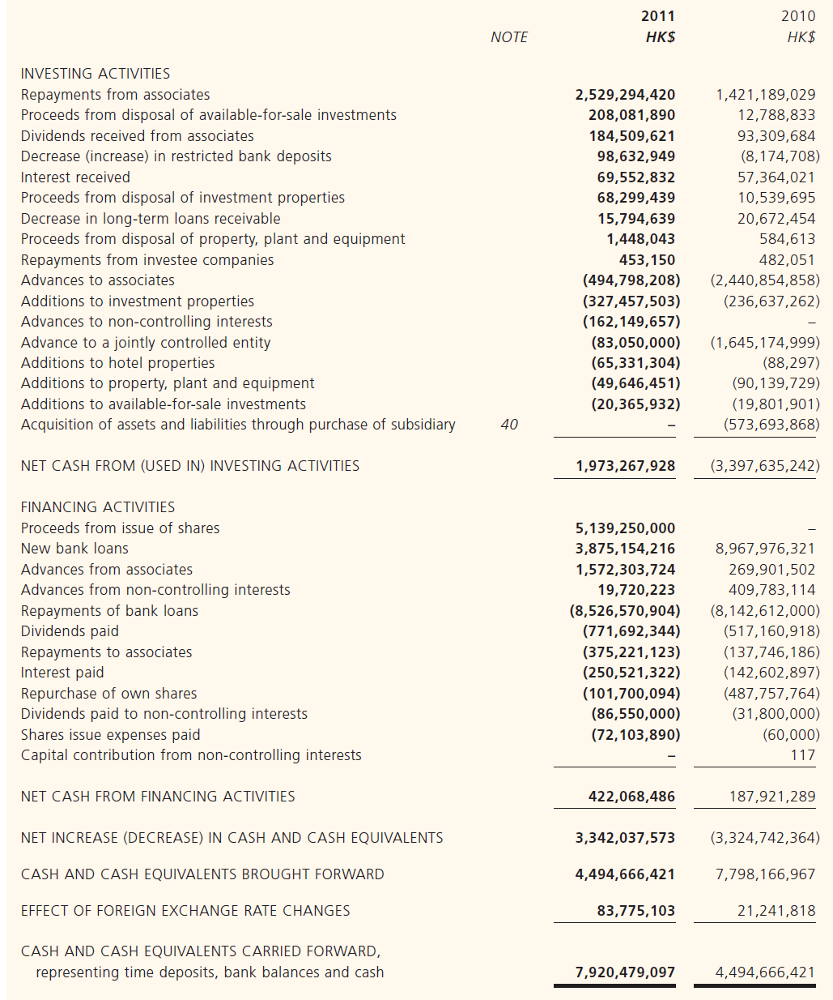 2011 2010
NOTE HK$ HK$
INVESTING ACTIVITIES
Repayments from associates 2,529,294,420 1,421,189,029
Proceeds from disposal of available-for-sale investments 208,081,890 12,788,833
Dividends received from associates 184,509,621 93,309,684
Decrease (increase) in restricted bank deposits 98,632,949 (8,174,708)
Interest received 69,552,832 57,364,021
Proceeds from disposal of investment properties 68,299,439 10,539,695
Decrease in long-term loans receivable 15,794,639 20,672,454
Proceeds from disposal of property, plant and equipment 1,448,043 584,613
Repayments from investee companies 453,150 482,051
Advances to associates (494,798,208) (2,440,854,858)
Additions to investment properties (327,457,503) (236,637,262)
Advances to non-controlling interests (162,149,657) –
Advance to a jointly controlled entity (83,050,000) (1,645,174,999)
Additions to hotel properties (65,331,304) (88,297)
Additions to property, plant and equipment (49,646,451) (90,139,729)
Additions to available-for-sale investments (20,365,932) (19,801,901)
Acquisition of assets and liabilities through purchase of subsidiary 40 – (573,693,868)
NET CASH FROM (USED IN) INVESTING ACTIVITIES 1,973,267,928 (3,397,635,242)
FINANCING ACTIVITIES
Proceeds from issue of shares 5,139,250,000 –
New bank loans 3,875,154,216 8,967,976,321
Advances from associates 1,572,303,724 269,901,502
Advances from non-controlling interests 19,720,223 409,783,114
Repayments of bank loans (8,526,570,904) (8,142,612,000)
Dividends paid (771,692,344) (517,160,918)
Repayments to associates (375,221,123) (137,746,186)
Interest paid (250,521,322) (142,602,897)
Repurchase of own shares (101,700,094) (487,757,764)
Dividends paid to non-controlling interests (86,550,000) (31,800,000)
Shares issue expenses paid (72,103,890) (60,000)
Capital contribution from non-controlling interests – 117
NET CASH FROM FINANCING ACTIVITIES 422,068,486 187,921,289
NET INCREASE (DECREASE) IN CASH AND CASH EQUIVALENTS 3,342,037,573 (3,324,742,364)
CASH AND CASH EQUIVALENTS BROUGHT FORWARD 4,494,666,421 7,798,166,967
EFFECT OF FOREIGN EXCHANGE RATE CHANGES 83,775,103 21,241,818
CASH AND CASH EQUIVALENTS CARRIED FORWARD,
representing time deposits, bank balances and cash 7,920,479,097 4,494,666,421